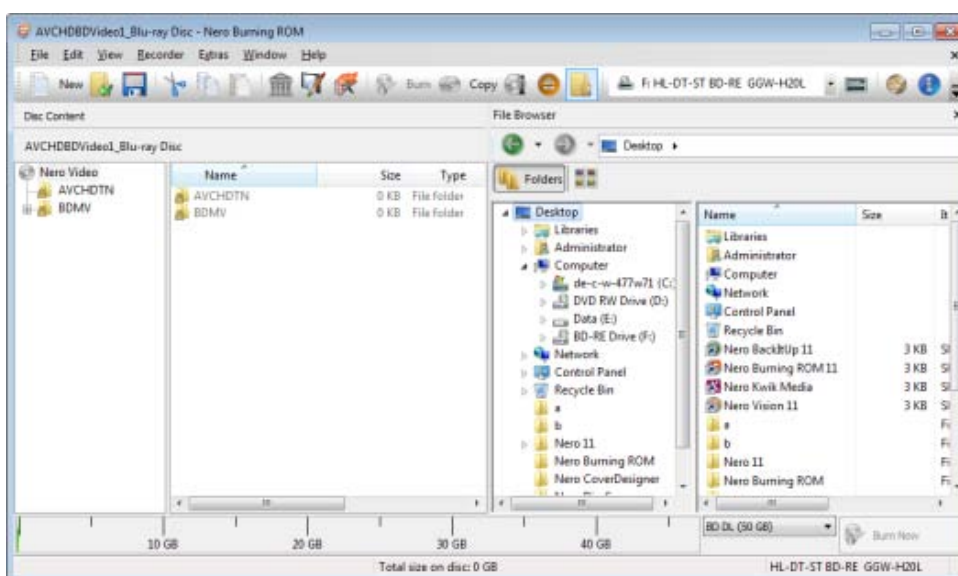 AVCHDBDVideo1_Blu-ray Disc - Nero Burning ROM
File Edit View Recorder Extras Window Help
New Burn Copy F: HL-DT-ST BD-RE GGW-H20L
Disc Content
AVCHDBDVideo1_Blu-ray Disc
Nero Video
AVCHDTN
BDMV
Name Size Type
AVCHDTN 0 KB File folder
BDMV 0 KB File folder
File Browser
Desktop
Folders
Desktop
Libraries
Administrator
Computer
de-c-w-477w71 (C:
DVD RW Drive (D:)
Data (E:)
BD-RE Drive (F:)
Network
Control Panel
Recycle Bin
a
b
Nero 11
Nero Burning ROM
Nero CoverDesigner
Name Size
Libraries
Administrator
Computer
Network
Control Panel
Recycle Bin
Nero BackItUp 11 3 KB
Nero Burning ROM 11 3 KB
Nero Kwik Media 3 KB
Nero Vision 11 3 KB
a
b
Nero 11
Nero Burning ROM
10 GB 20 GB 30 GB 40 GB
BD DL (50 GB) Burn Now
Total size on disc: 0 GB HL-DT-ST BD-RE GGW-H20L